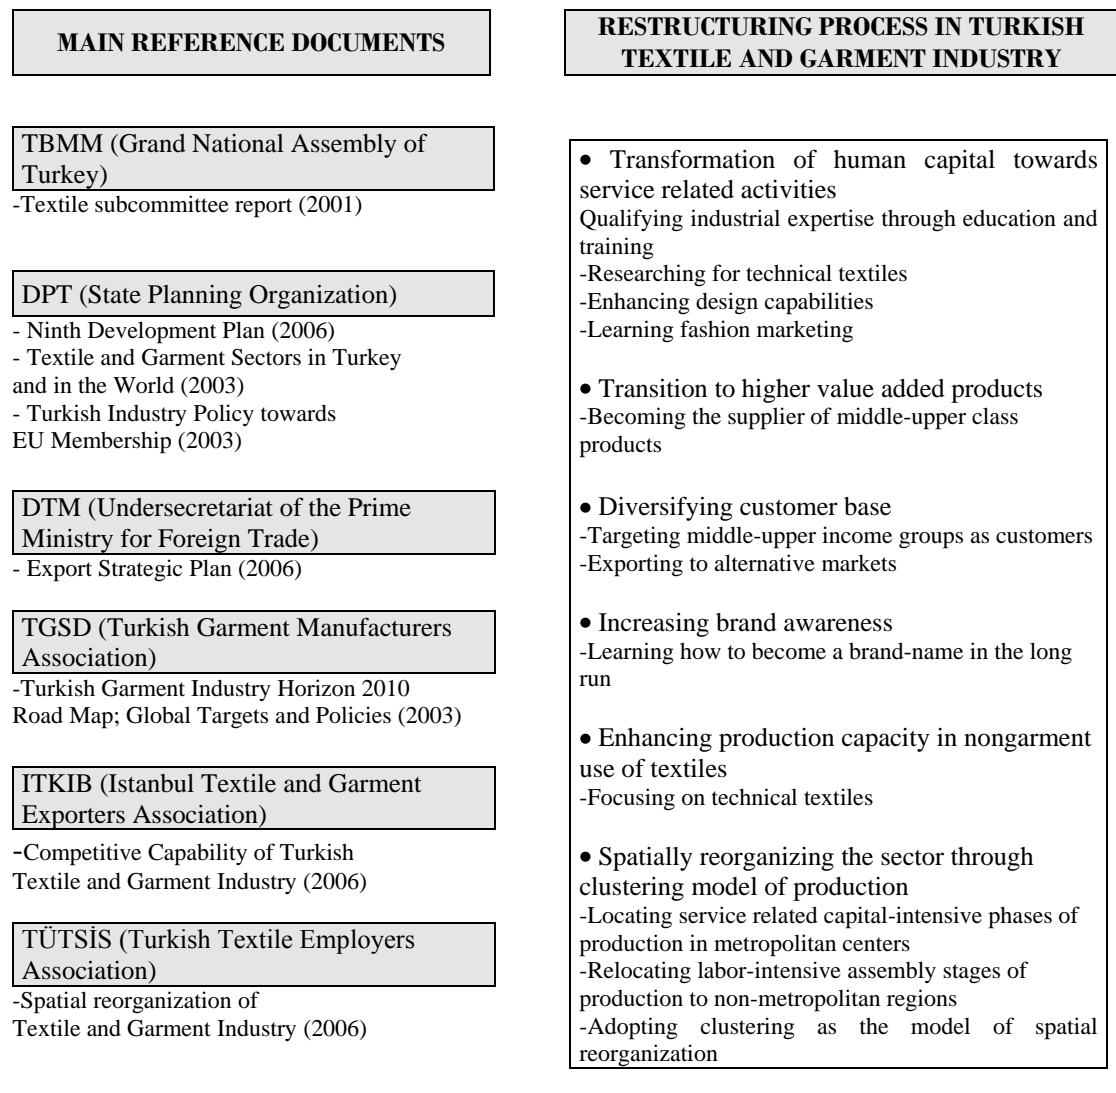 MAIN REFERENCE DOCUMENTS
TBMM (Grand National Assembly of
Turkey)
-Textile subcommittee report (2001)
DPT (State Planning Organization)
- Ninth Development Plan (2006)
- Textile and Garment Sectors in Turkey
and in the World (2003)
- Turkish Industry Policy towards
EU Membership (2003)
DTM (Undersecretariat of the Prime
Ministry for Foreign Trade)
- Export Strategic Plan (2006)
TGSD (Turkish Garment Manufacturers
Association)
-Turkish Garment Industry Horizon 2010
Road Map; Global Targets and Policies (2003)
ITKIB (Istanbul Textile and Garment
Exporters Association)
-Competitive Capability of Turkish
Textile and Garment Industry (2006)
TÜTSİS (Turkish Textile Employers
Association)
-Spatial reorganization of
Textile and Garment Industry (2006)
RESTRUCTURING PROCESS IN TURKISH
TEXTILE AND GARMENT INDUSTRY
• Transformation of human capital towards
service related activities
Qualifying industrial expertise through education and
training
-Researching for technical textiles
-Enhancing design capabilities
-Learning fashion marketing
• Transition to higher value added products
-Becoming the supplier of middle-upper class
products
• Diversifying customer base
-Targeting middle-upper income groups as customers
-Exporting to alternative markets
• Increasing brand awareness
-Learning how to become a brand-name in the long
run
• Enhancing production capacity in nongarment
use of textiles
-Focusing on technical textiles
• Spatially reorganizing the sector through
clustering model of production
-Locating service related capital-intensive phases of
production in metropolitan centers
-Relocating labor-intensive assembly stages of
production to non-metropolitan regions
-Adopting clustering as the model of spatial
reorganization